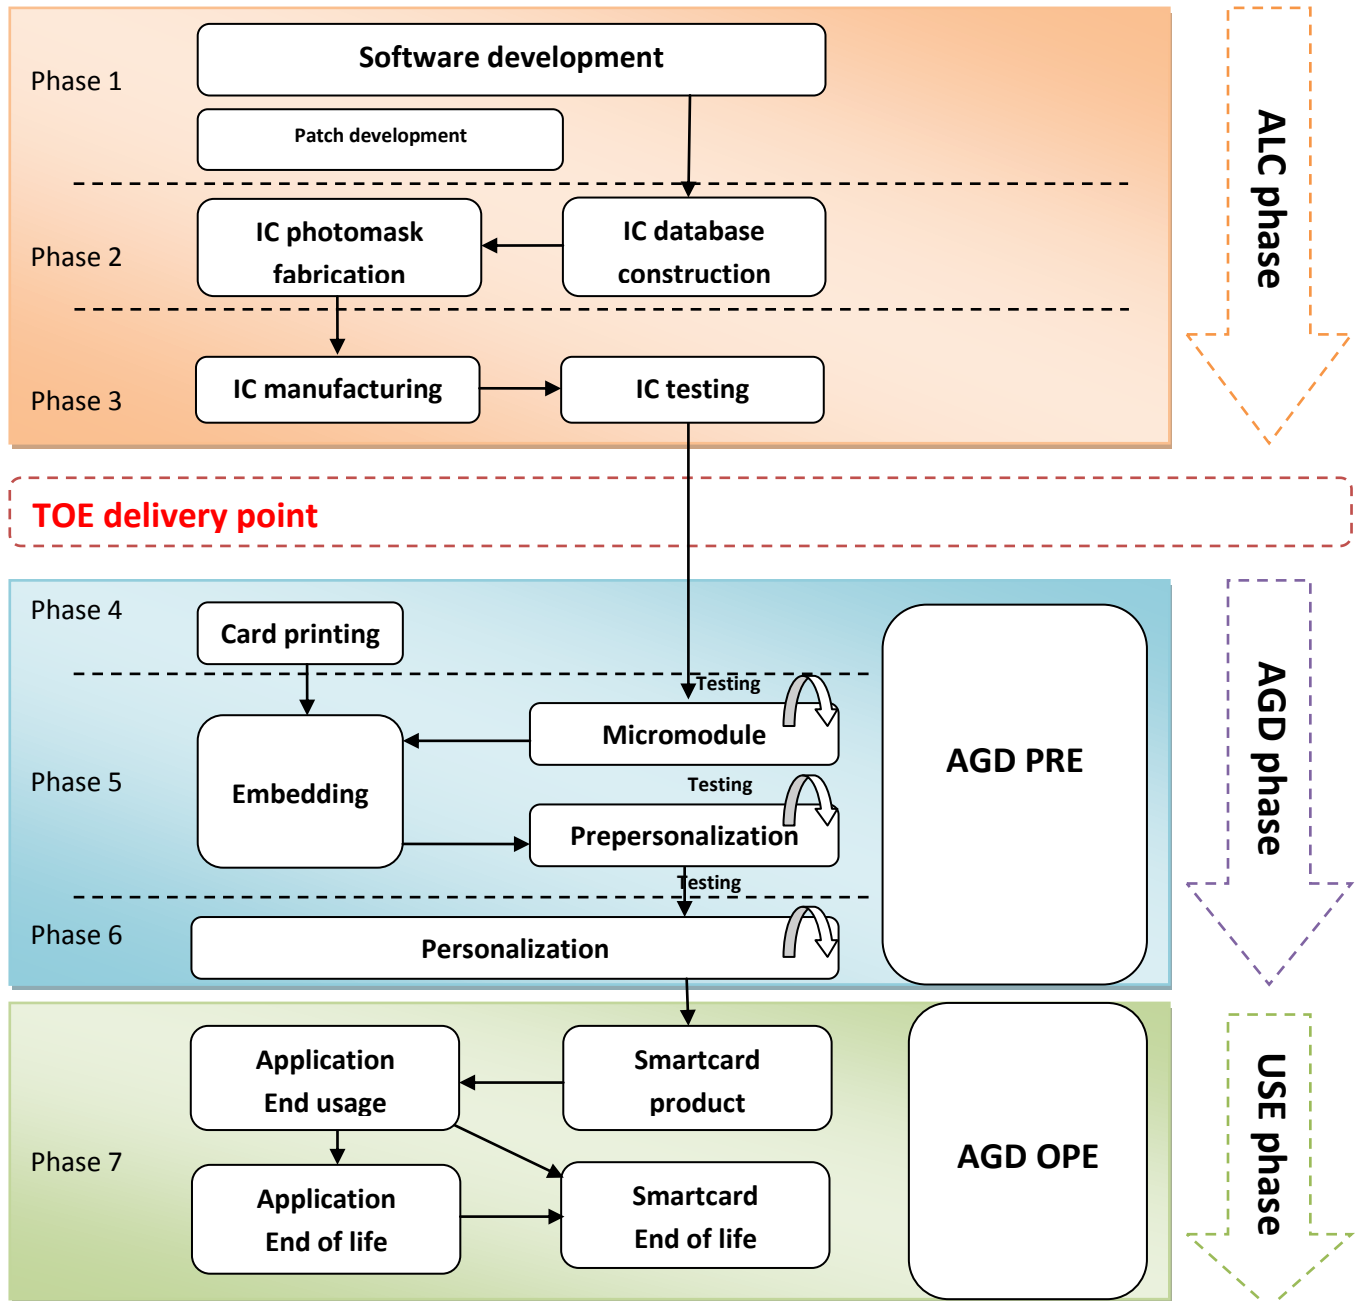 Phase 1
Software development
Patch development
ALC phase
Phase 2
IC photomask
fabrication
IC database
construction
Phase 3
IC manufacturing
IC testing
TOE delivery point
Phase 4
Card printing
Testing
Micromodule
AGD PRE
AGD phase
Phase 5
Embedding
Testing
Prepersonalization
Testing
Phase 6
Personalization
Application
End usage
Smartcard
product
AGD OPE
USE phase
Phase 7
Application
End of life
Smartcard
End of life